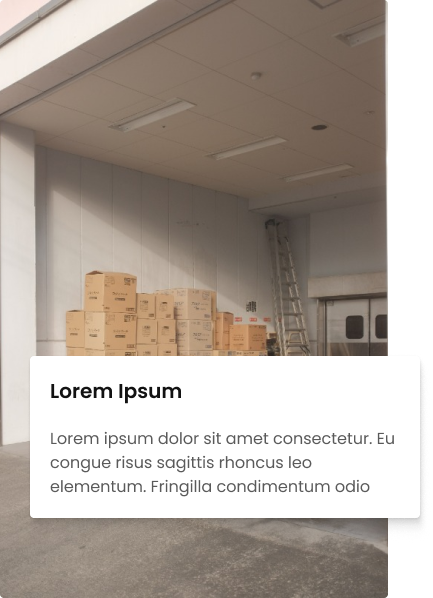 Lorem Ipsum
Lorem ipsum dolor sit amet consectetur. Eu
congue risus sagittis rhoncus leo
elementum. Fringilla condimentum odio